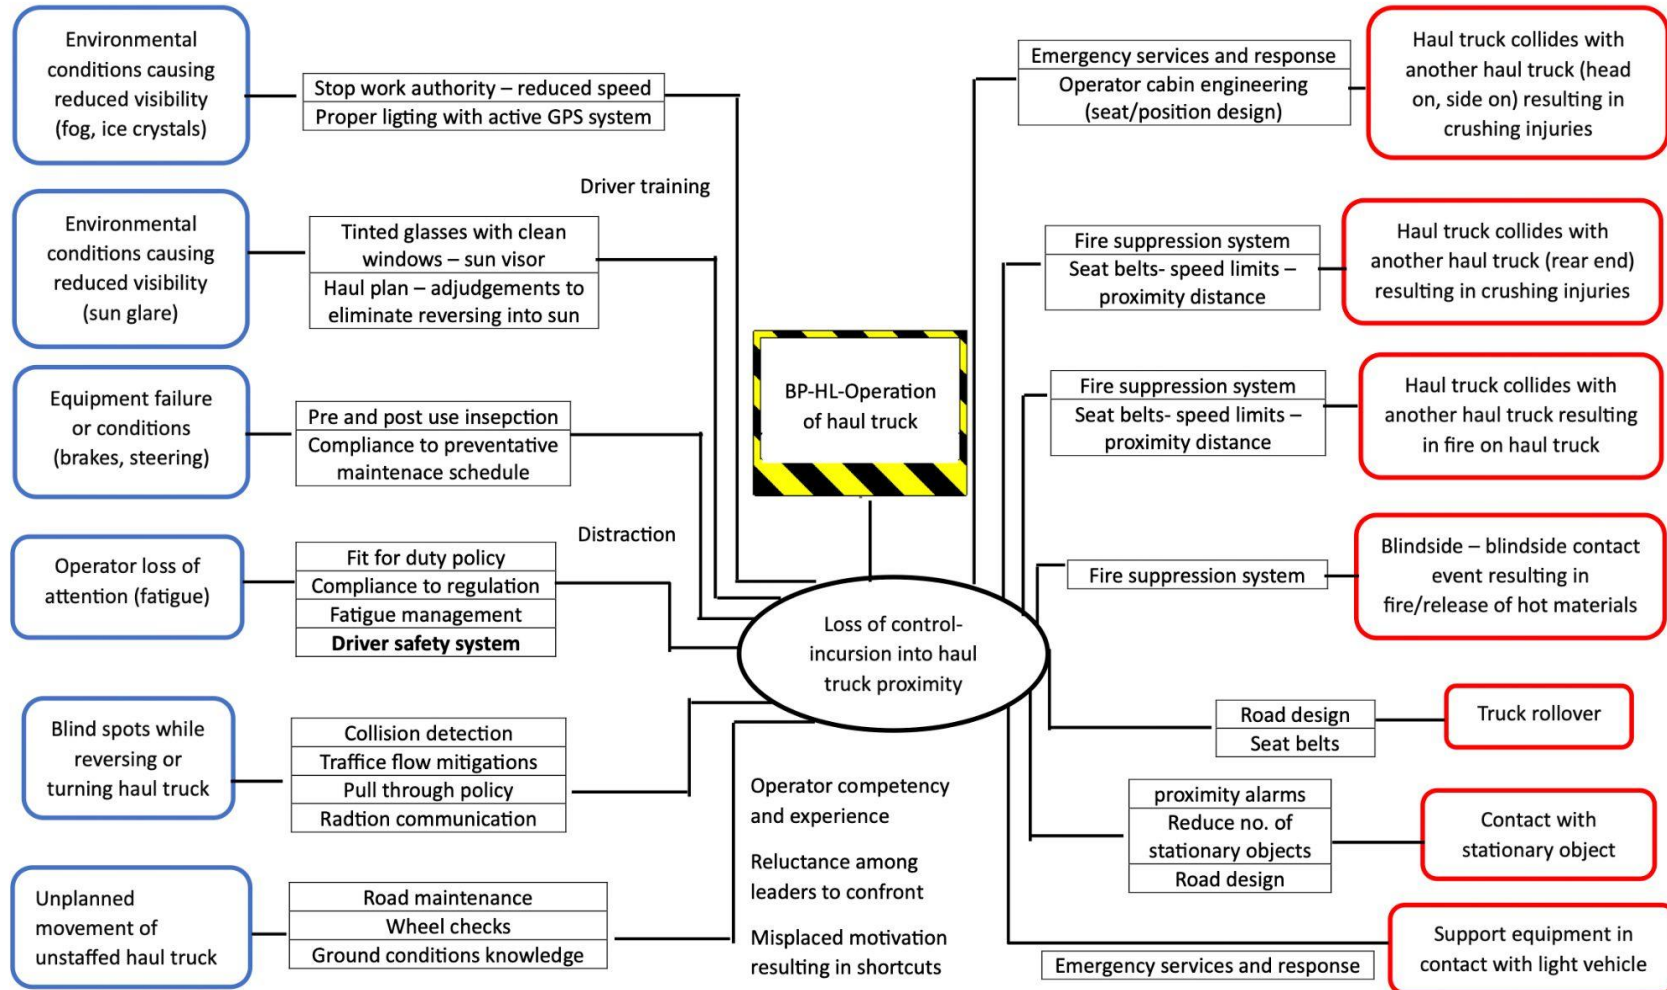 Environmental
conditions causing
reduced visibility
(fog, ice crystals)
Stop work authority – reduced speed
Proper ligting with active GPS system
Driver training
Environmental
conditions causing
reduced visibility
(sun glare)
Tinted glasses with clean
windows – sun visor
Haul plan – adjudgements to
eliminate reversing into sun
Equipment failure
or conditions
(brakes, steering)
Pre and post use insepction
Compliance to preventative
maintenace schedule
Distraction
Operator loss of
attention (fatigue)
Fit for duty policy
Compliance to regulation
Fatigue management
Driver safety system
Blind spots while
reversing or
turning haul truck
Collision detection
Traffice flow mitigations
Pull through policy
Radtion communication
Unplanned
movement of
unstaffed haul truck
Road maintenance
Wheel checks
Ground conditions knowledge
BP-HL-Operation
of haul truck
Loss of control-
incursion into haul
truck proximity
Operator competency
and experience
Reluctance among
leaders to confront
Misplaced motivation
resulting in shortcuts
Emergency services and response
Operator cabin engineering
(seat/position design)
Haul truck collides with
another haul truck (head
on, side on) resulting in
crushing injuries
Fire suppression system
Seat belts- speed limits –
proximity distance
Haul truck collides with
another haul truck (rear end)
resulting in crushing injuries
Fire suppression system
Seat belts- speed limits –
proximity distance
Haul truck collides with
another haul truck resulting
in fire on haul truck
Fire suppression system
Blindside – blindside contact
event resulting in
fire/release of hot materials
Road design
Seat belts
Truck rollover
proximity alarms
Reduce no. of
stationary objects
Road design
Contact with
stationary object
Emergency services and response
Support equipment in
contact with light vehicle